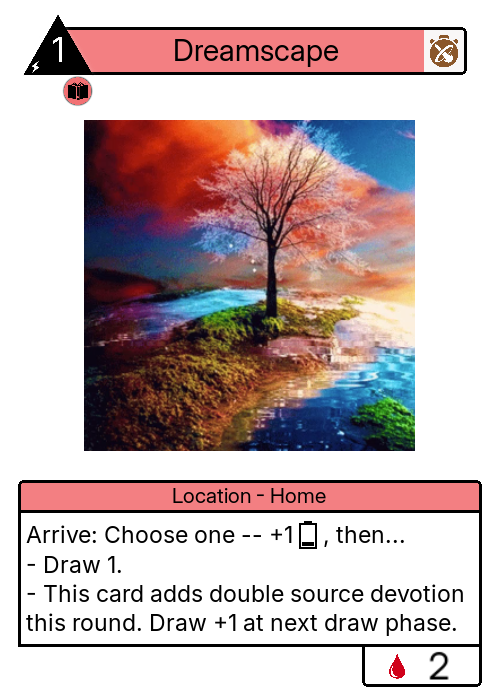 1
Dreamscape
Location - Home
Arrive: Choose one -- +1 , then...
- Draw 1.
- This card adds double source devotion
this round. Draw +1 at next draw phase.
2